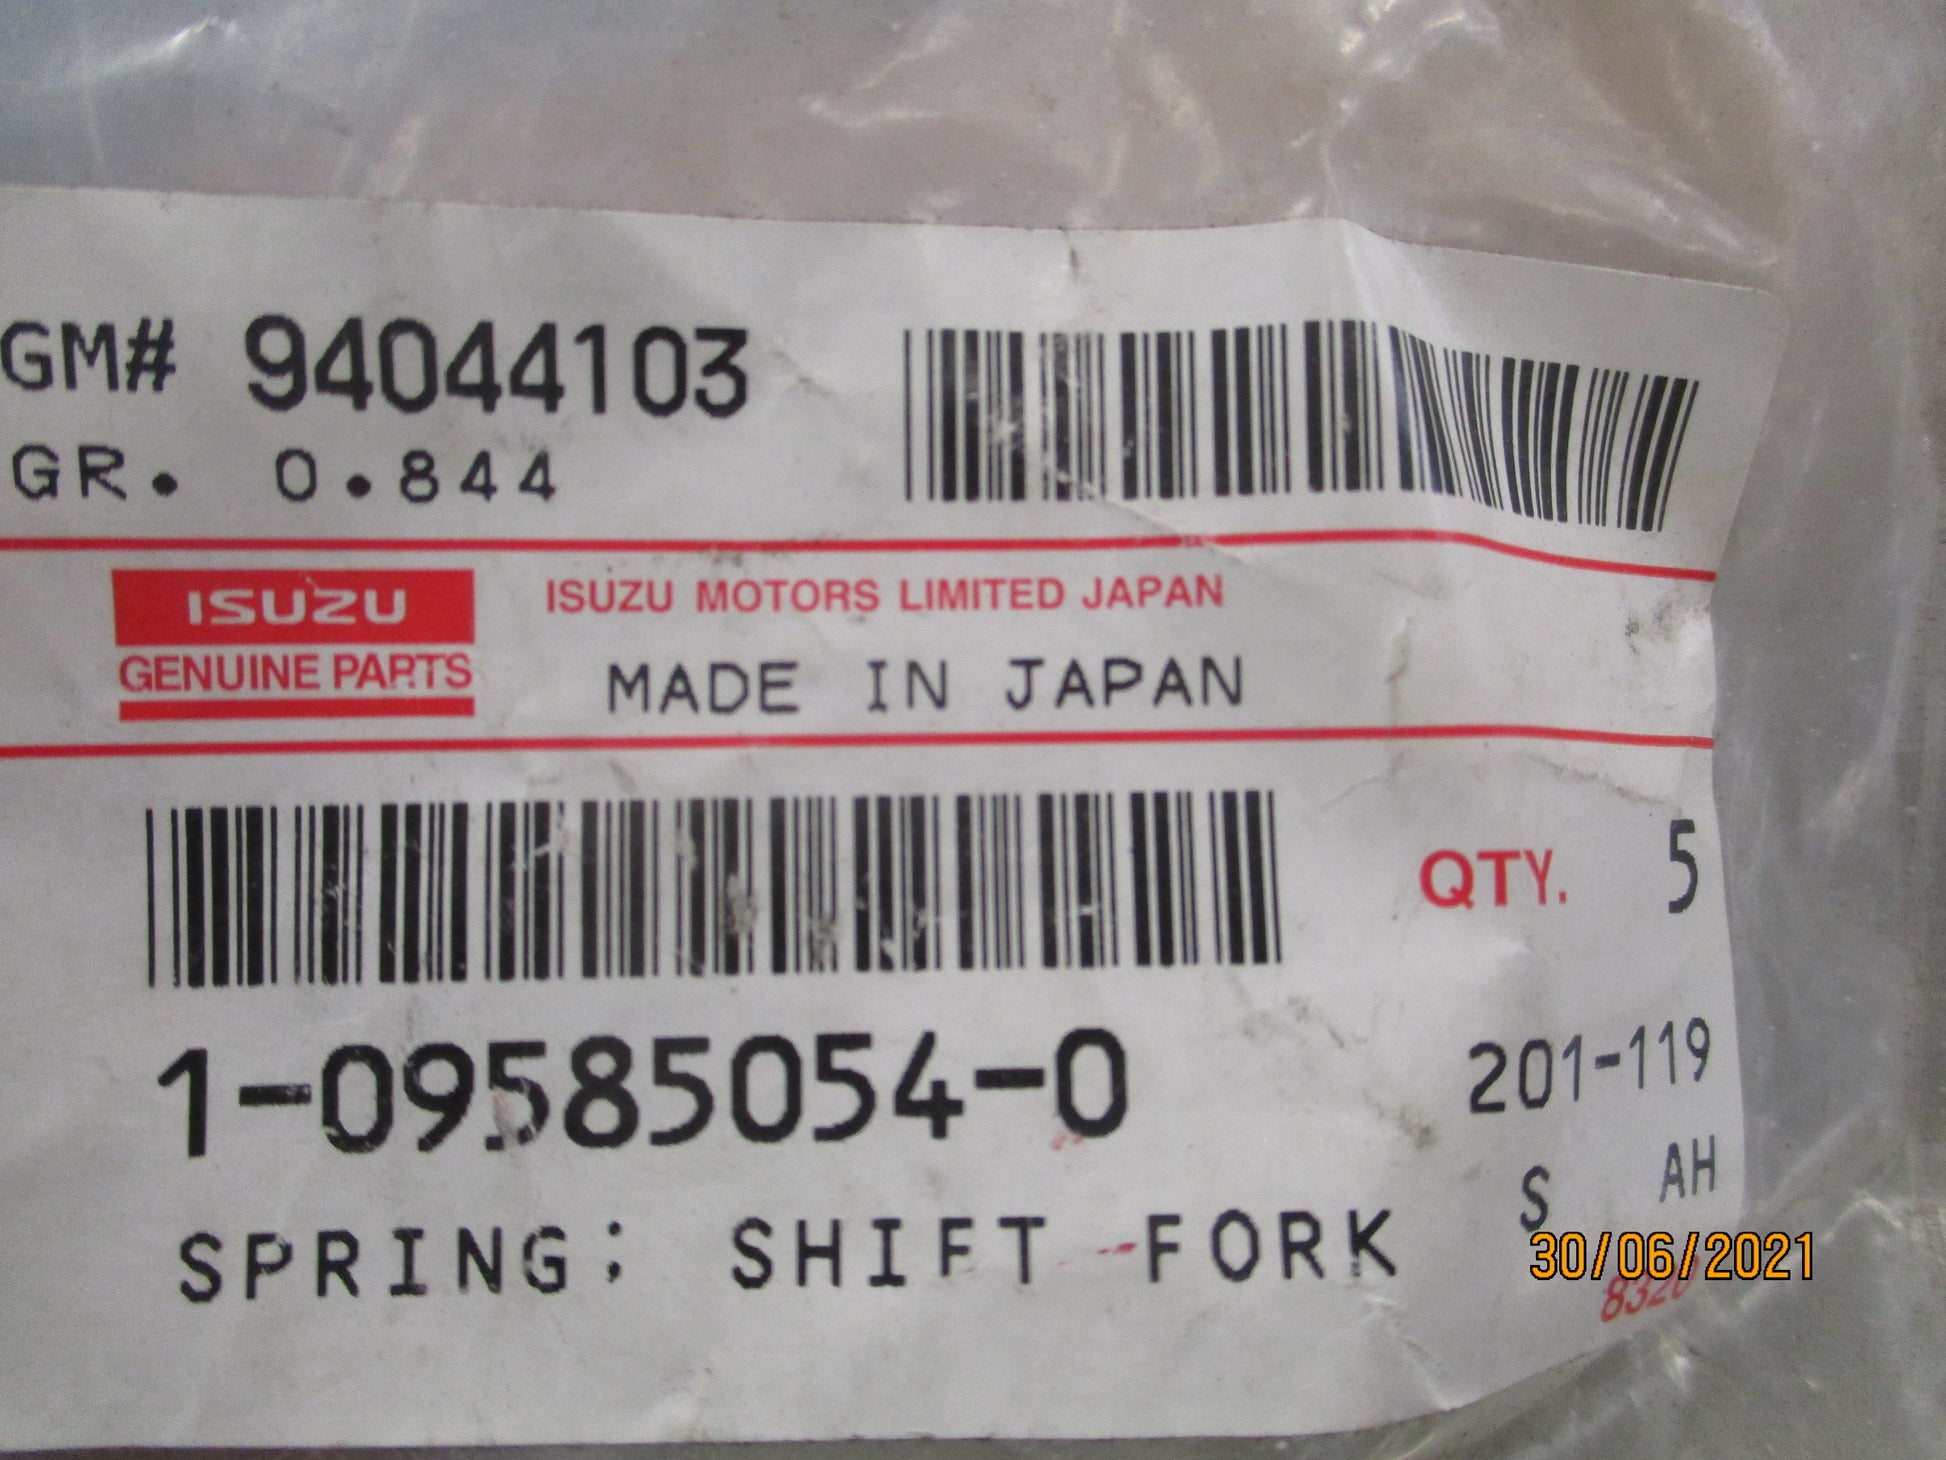 GM# 94044103
GR. 0.844
ISUZU
GENUINE PARTS
ISUZU MOTORS LIMITED JAPAN
MADE IN JAPAN
QTY. 5
1-09585054-0
201-119
S AH
SPRING; SHIFT FORK
30/06/2021
8320